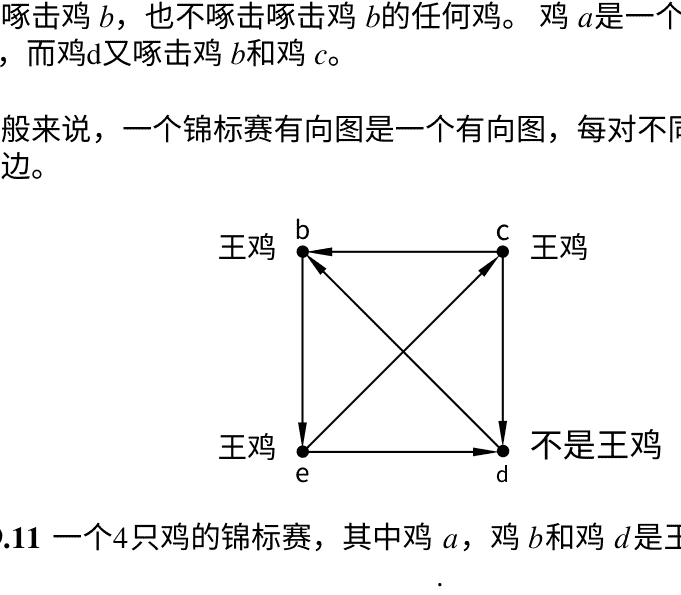 啄击鸡 b，也不啄击啄击鸡 b的任何鸡。 鸡 a是一个
，而鸡d又啄击鸡 b和鸡 c。
般来说，一个锦标赛有向图是一个有向图，每对不同
边。
b c
王鸡 王鸡
王鸡 不是王鸡
e d
.11 一个4只鸡的锦标赛，其中鸡 a，鸡 b和鸡 d是王
.